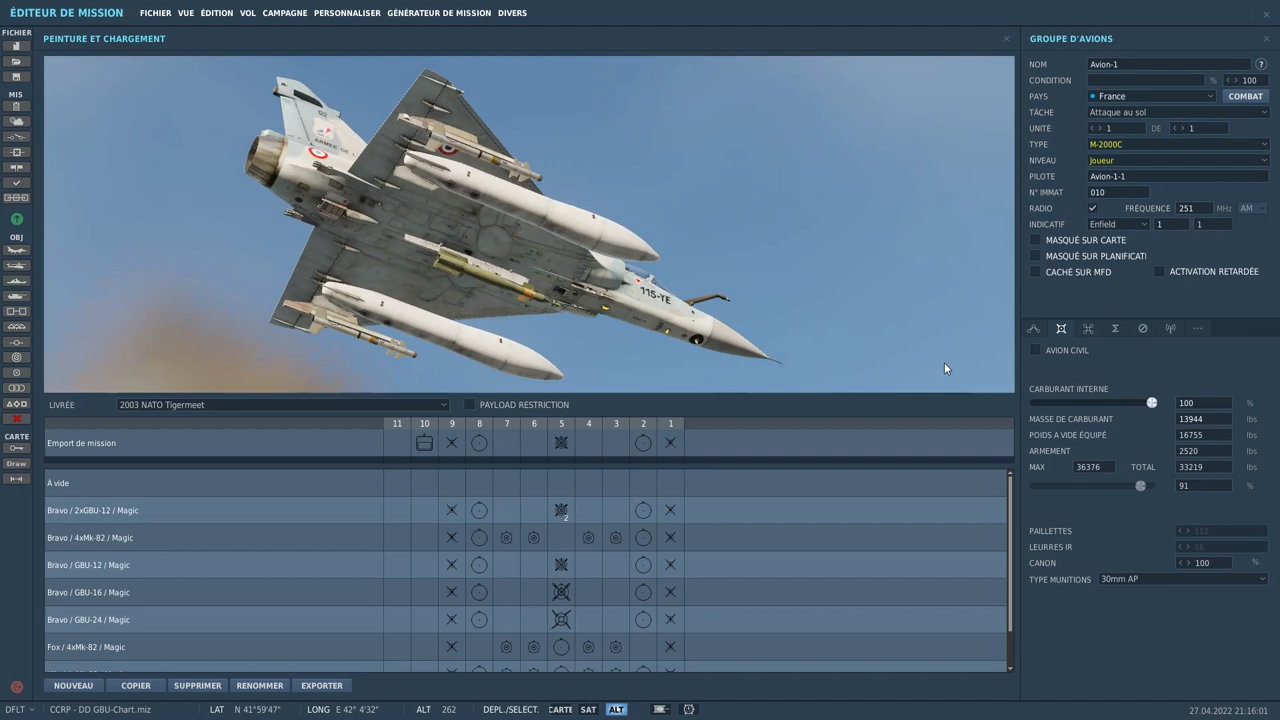 ÉDITEUR DE MISSION FICHIER VUE ÉDITION VOL CAMPAGNE PERSONNALISER GÉNÉRATEUR DE MISSION DIVERS
FICHIER
MIS
OBJ
CARTE
Draw
PEINTURE ET CHARGEMENT
ARMEE DE L
115-YE
LIVRÉE 2003 NATO Tigermeet PAYLOAD RESTRICTION
11 10 9 8 7 6 5 4 3 2 1
Emport de mission
À vide
Bravo / 2xGBU-12 / Magic
2
Bravo / 4xMk-82 / Magic
Bravo / GBU-12 / Magic
Bravo / GBU-16 / Magic
Bravo / GBU-24 / Magic
Fox / 4xMk-82 / Magic
NOUVEAU COPIER SUPPRIMER RENOMMER EXPORTER
GROUPE D'AVIONS
NOM Avion-1 ?
CONDITION % 100
PAYS France COMBAT
TÂCHE Attaque au sol
UNITÉ 1 DE 1
TYPE M-2000C
NIVEAU Joueur
PILOTE Avion-1-1
N° IMMAT 010
RADIO FRÉQUENCE 251 MHz AM
INDICATIF Enfield 1 1
MASQUÉ SUR CARTE
MASQUÉ SUR PLANIFICATI
CACHÉ SUR MFD ACTIVATION RETARDÉE
AVION CIVIL
CARBURANT INTERNE
100 %
MASSE DE CARBURANT 13944 lbs
POIDS A VIDE ÉQUIPÉ 16755 lbs
ARMEMENT 2520 lbs
MAX 36376 TOTAL 33219 lbs
91 %
PAILLETTES 112
LEURRES IR 16
CANON 100 %
TYPE MUNITIONS 30mm AP
DFLT CCRP - DD GBU-Chart.miz LAT N 41°59'47" LONG E 42° 4'32" ALT 262 DEPL./SELECT. CARTE SAT ALT 27.04.2022 21:16:01